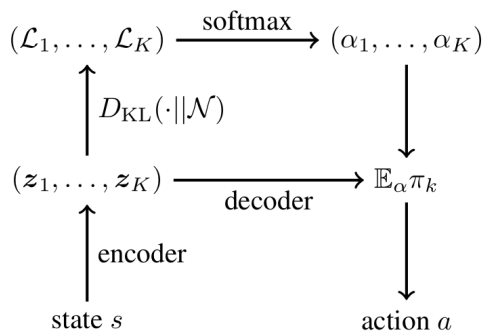 softmax
(ℒ₁, . . . , ℒ_K) (α₁, . . . , α_K)
D_KL(·||𝒩)
(𝒛₁, . . . , 𝒛_K) 𝔼_α π_k
decoder
encoder
state s action a